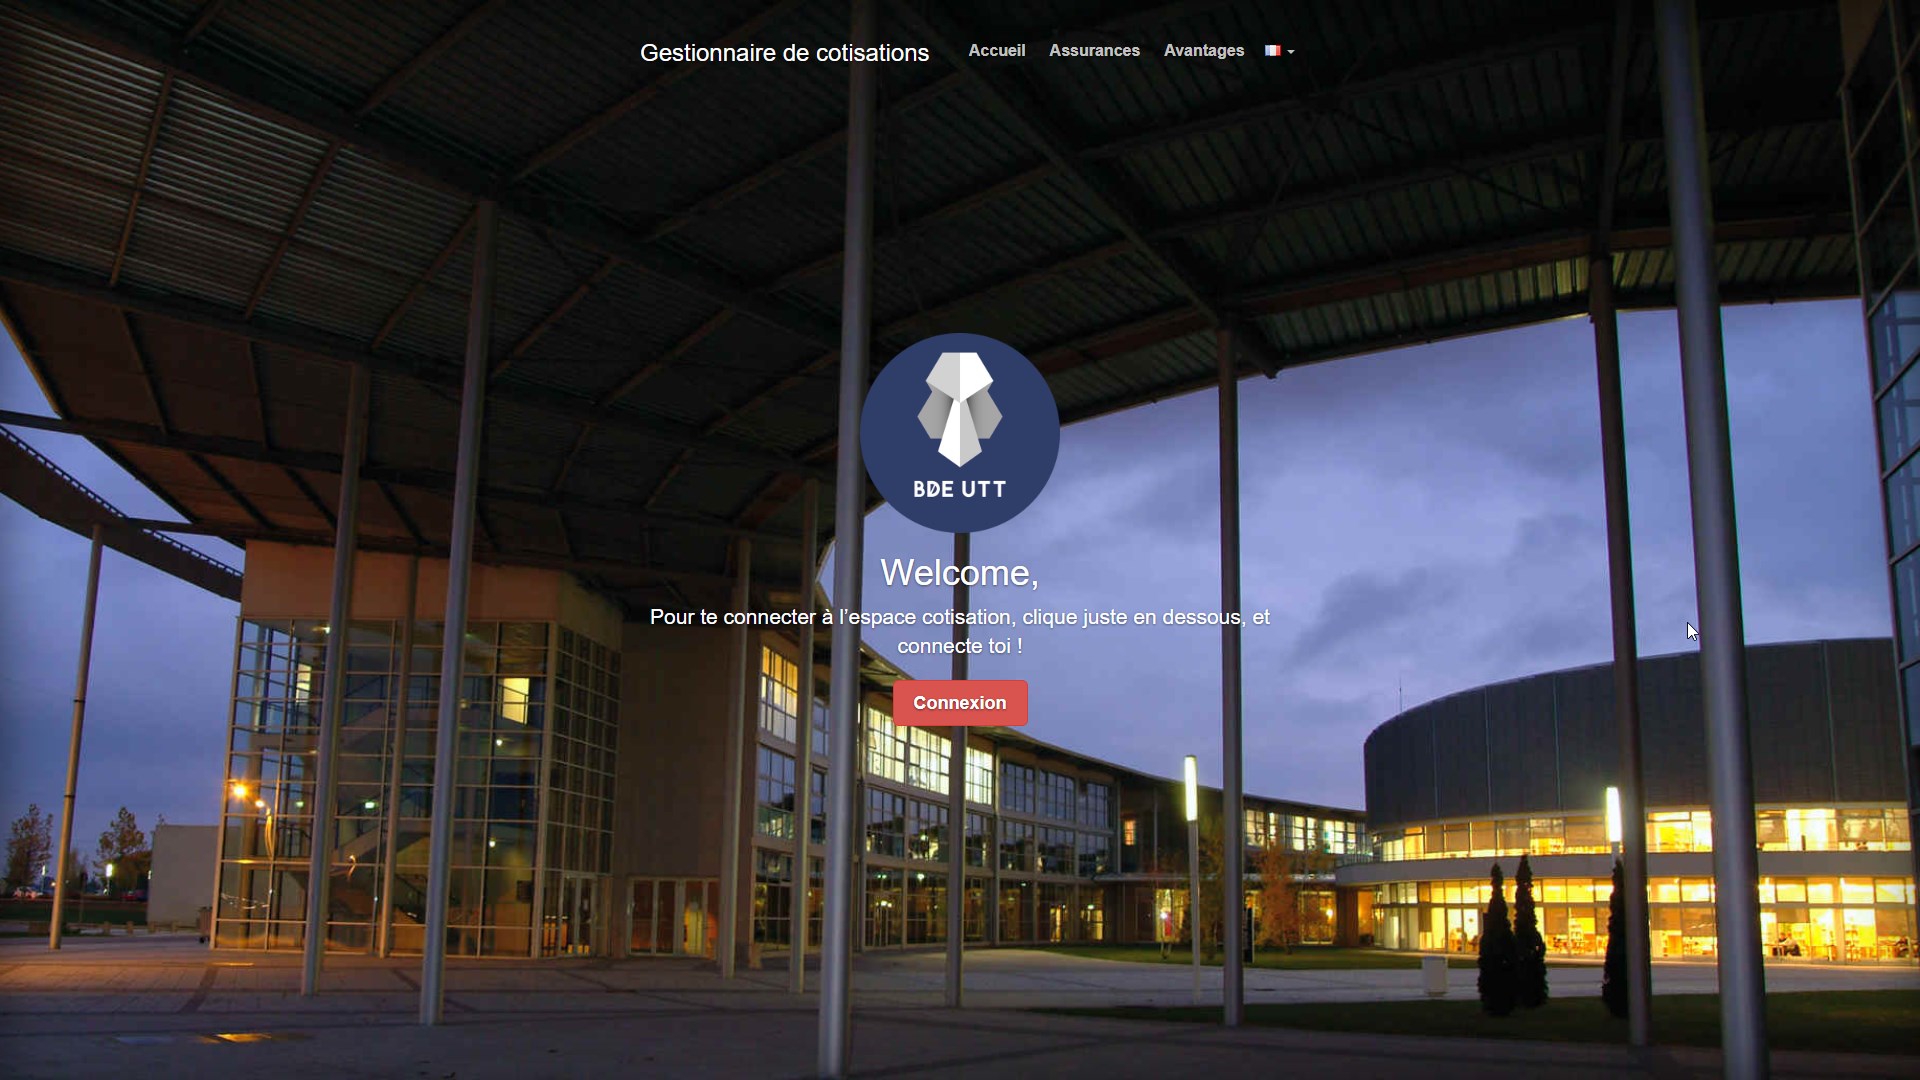 Gestionnaire de cotisations
Accueil
Assurances
Avantages
BDE UTT
Welcome,
Pour te connecter à l’espace cotisation, clique juste en dessous, et
connecte toi !
Connexion